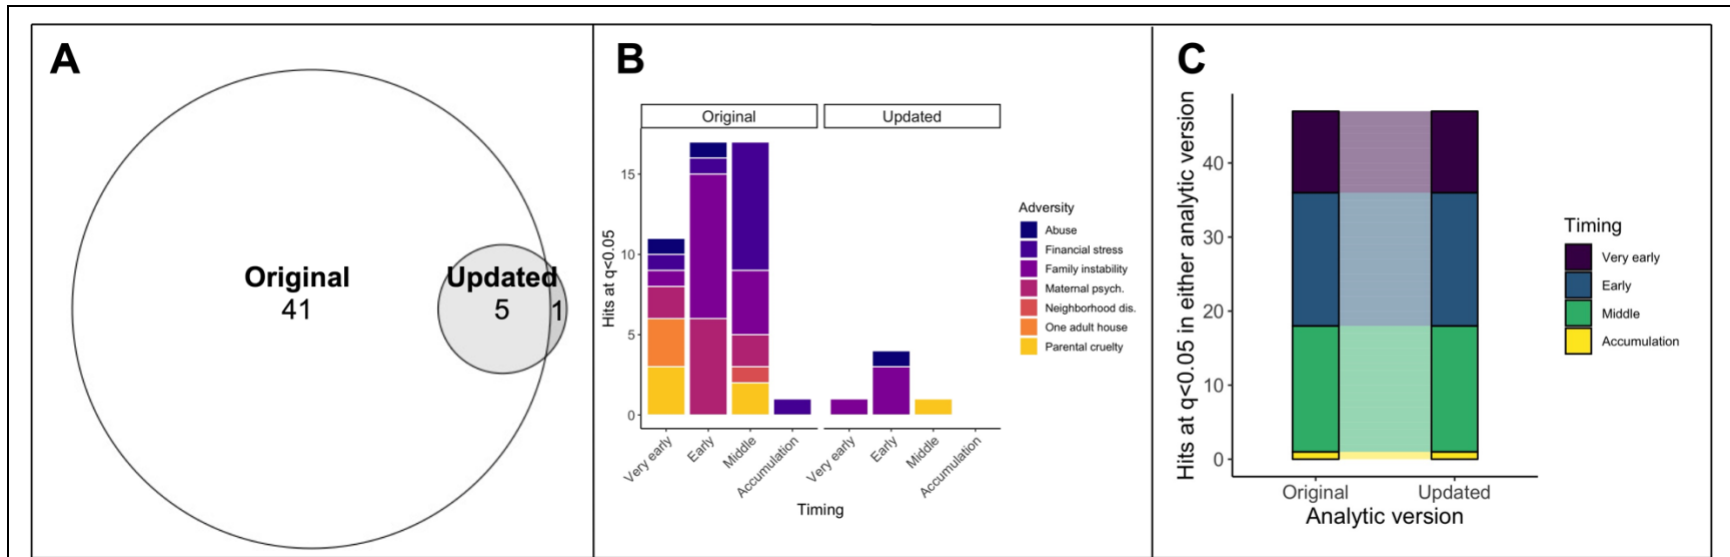 A
Original
41
Updated
5
1
B
Original
Updated
Hits at q<0.05
15
10
5
0
Very early
Early
Middle
Accumulation
Very early
Early
Middle
Accumulation
Timing
Adversity
Abuse
Financial stress
Family instability
Maternal psych.
Neighborhood dis.
One adult house
Parental cruelty
C
Hits at q<0.05 in either analytic version
40
30
20
10
0
Original
Updated
Analytic version
Timing
Very early
Early
Middle
Accumulation